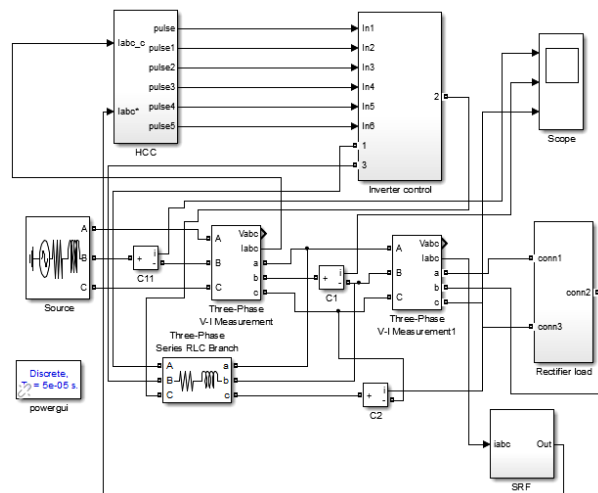 pulse
pulse1
pulse2
pulse3
pulse4
pulse5
Iabc_c
Iabc*
HCC
In1
In2
In3
In4
In5
In6
1
3
2
Inverter control
Scope
A
B
C
Source
+
i
-
C11
A
B
C
Vabc
Iabc
a
b
c
Three-Phase
V-I Measurement
+
i
-
C1
A
B
C
Vabc
Iabc
a
b
c
Three-Phase
V-I Measurement1
conn1
conn2
conn3
Rectifier load
Three-Phase
Series RLC Branch
A
B
C
a
b
c
+
i
-
C2
Discrete,
= 5e-05 s.
powergui
iabc
Out
SRF